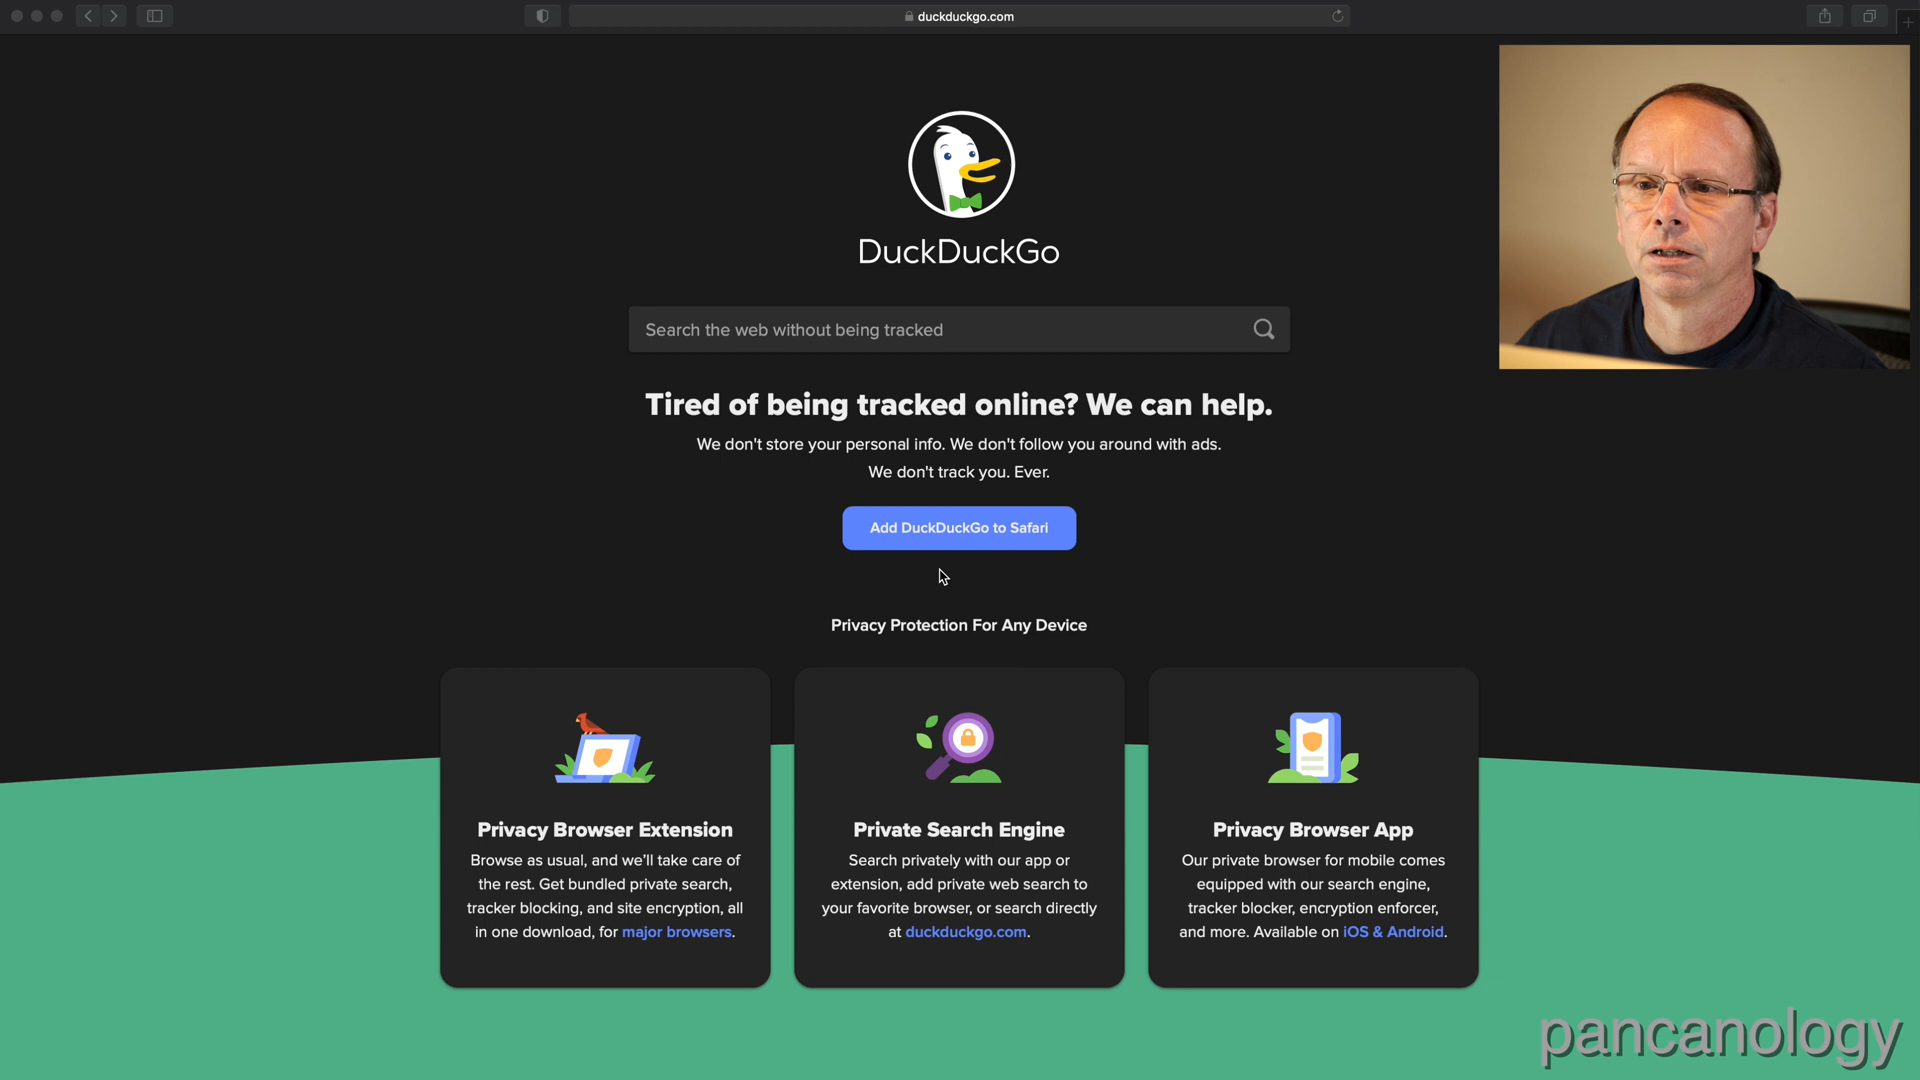 duckduckgo.com
DuckDuckGo
Search the web without being tracked
Tired of being tracked online? We can help.
We don't store your personal info. We don't follow you around with ads.
We don't track you. Ever.
Add DuckDuckGo to Safari
Privacy Protection For Any Device
Privacy Browser Extension
Browse as usual, and we’ll take care of
the rest. Get bundled private search,
tracker blocking, and site encryption, all
in one download, for major browsers.
Private Search Engine
Search privately with our app or
extension, add private web search to
your favorite browser, or search directly
at duckduckgo.com.
Privacy Browser App
Our private browser for mobile comes
equipped with our search engine,
tracker blocker, encryption enforcer,
and more. Available on iOS & Android.
pancanology